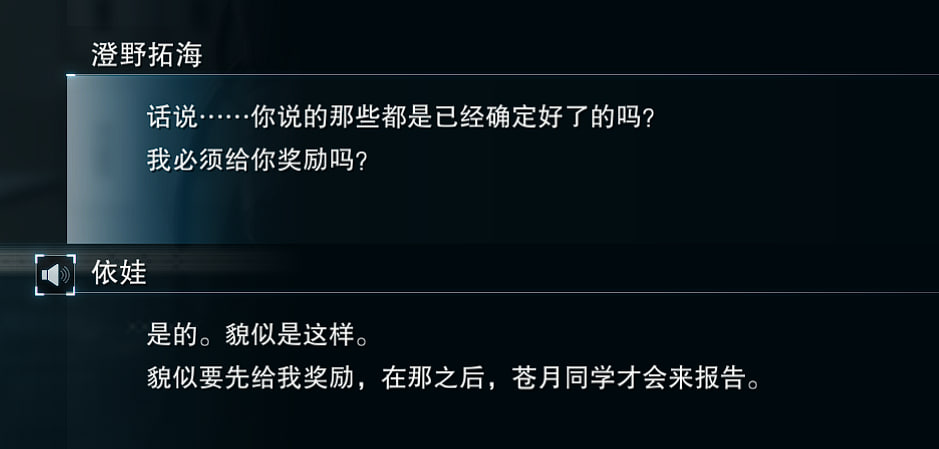 澄野拓海
话说……你说的那些都是已经确定好了的吗？
我必须给你奖励吗？
依娃
是的。貌似是这样。
貌似要先给我奖励，在那之后，苍月同学才会来报告。